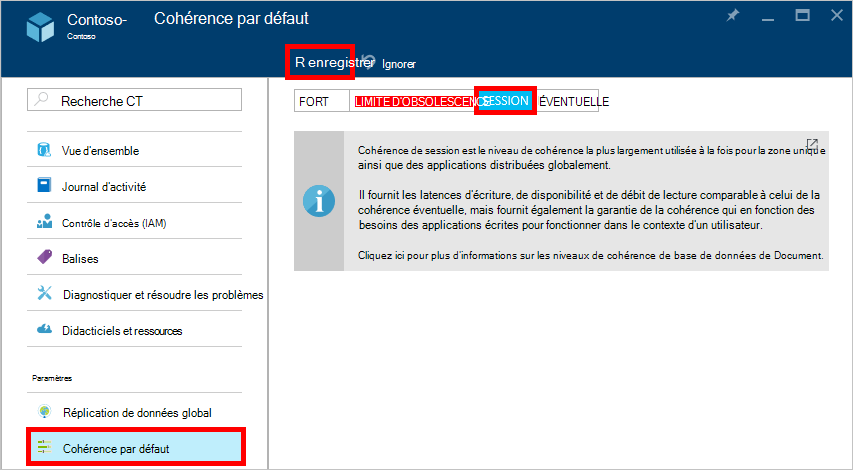 Contoso-
Contoso
Cohérence par défaut
R enregistrer
Ignorer
Recherche CT
Vue d'ensemble
Journal d'activité
Contrôle d'accès (IAM)
Balises
Diagnostiquer et résoudre les problèmes
Didacticiels et ressources
Paramètres
Réplication de données global
Cohérence par défaut
FORT
LIMITE D'OBSOLESCENCE
SESSION
ÉVENTUELLE
Cohérence de session est le niveau de cohérence la plus largement utilisée à la fois pour la zone unique
ainsi que des applications distribuées globalement.
Il fournit les latences d'écriture, de disponibilité et de débit de lecture comparable à celui de la
cohérence éventuelle, mais fournit également la garantie de la cohérence qui en fonction des
besoins des applications écrites pour fonctionner dans le contexte d'un utilisateur.
Cliquez ici pour plus d'informations sur les niveaux de cohérence de base de données de Document.